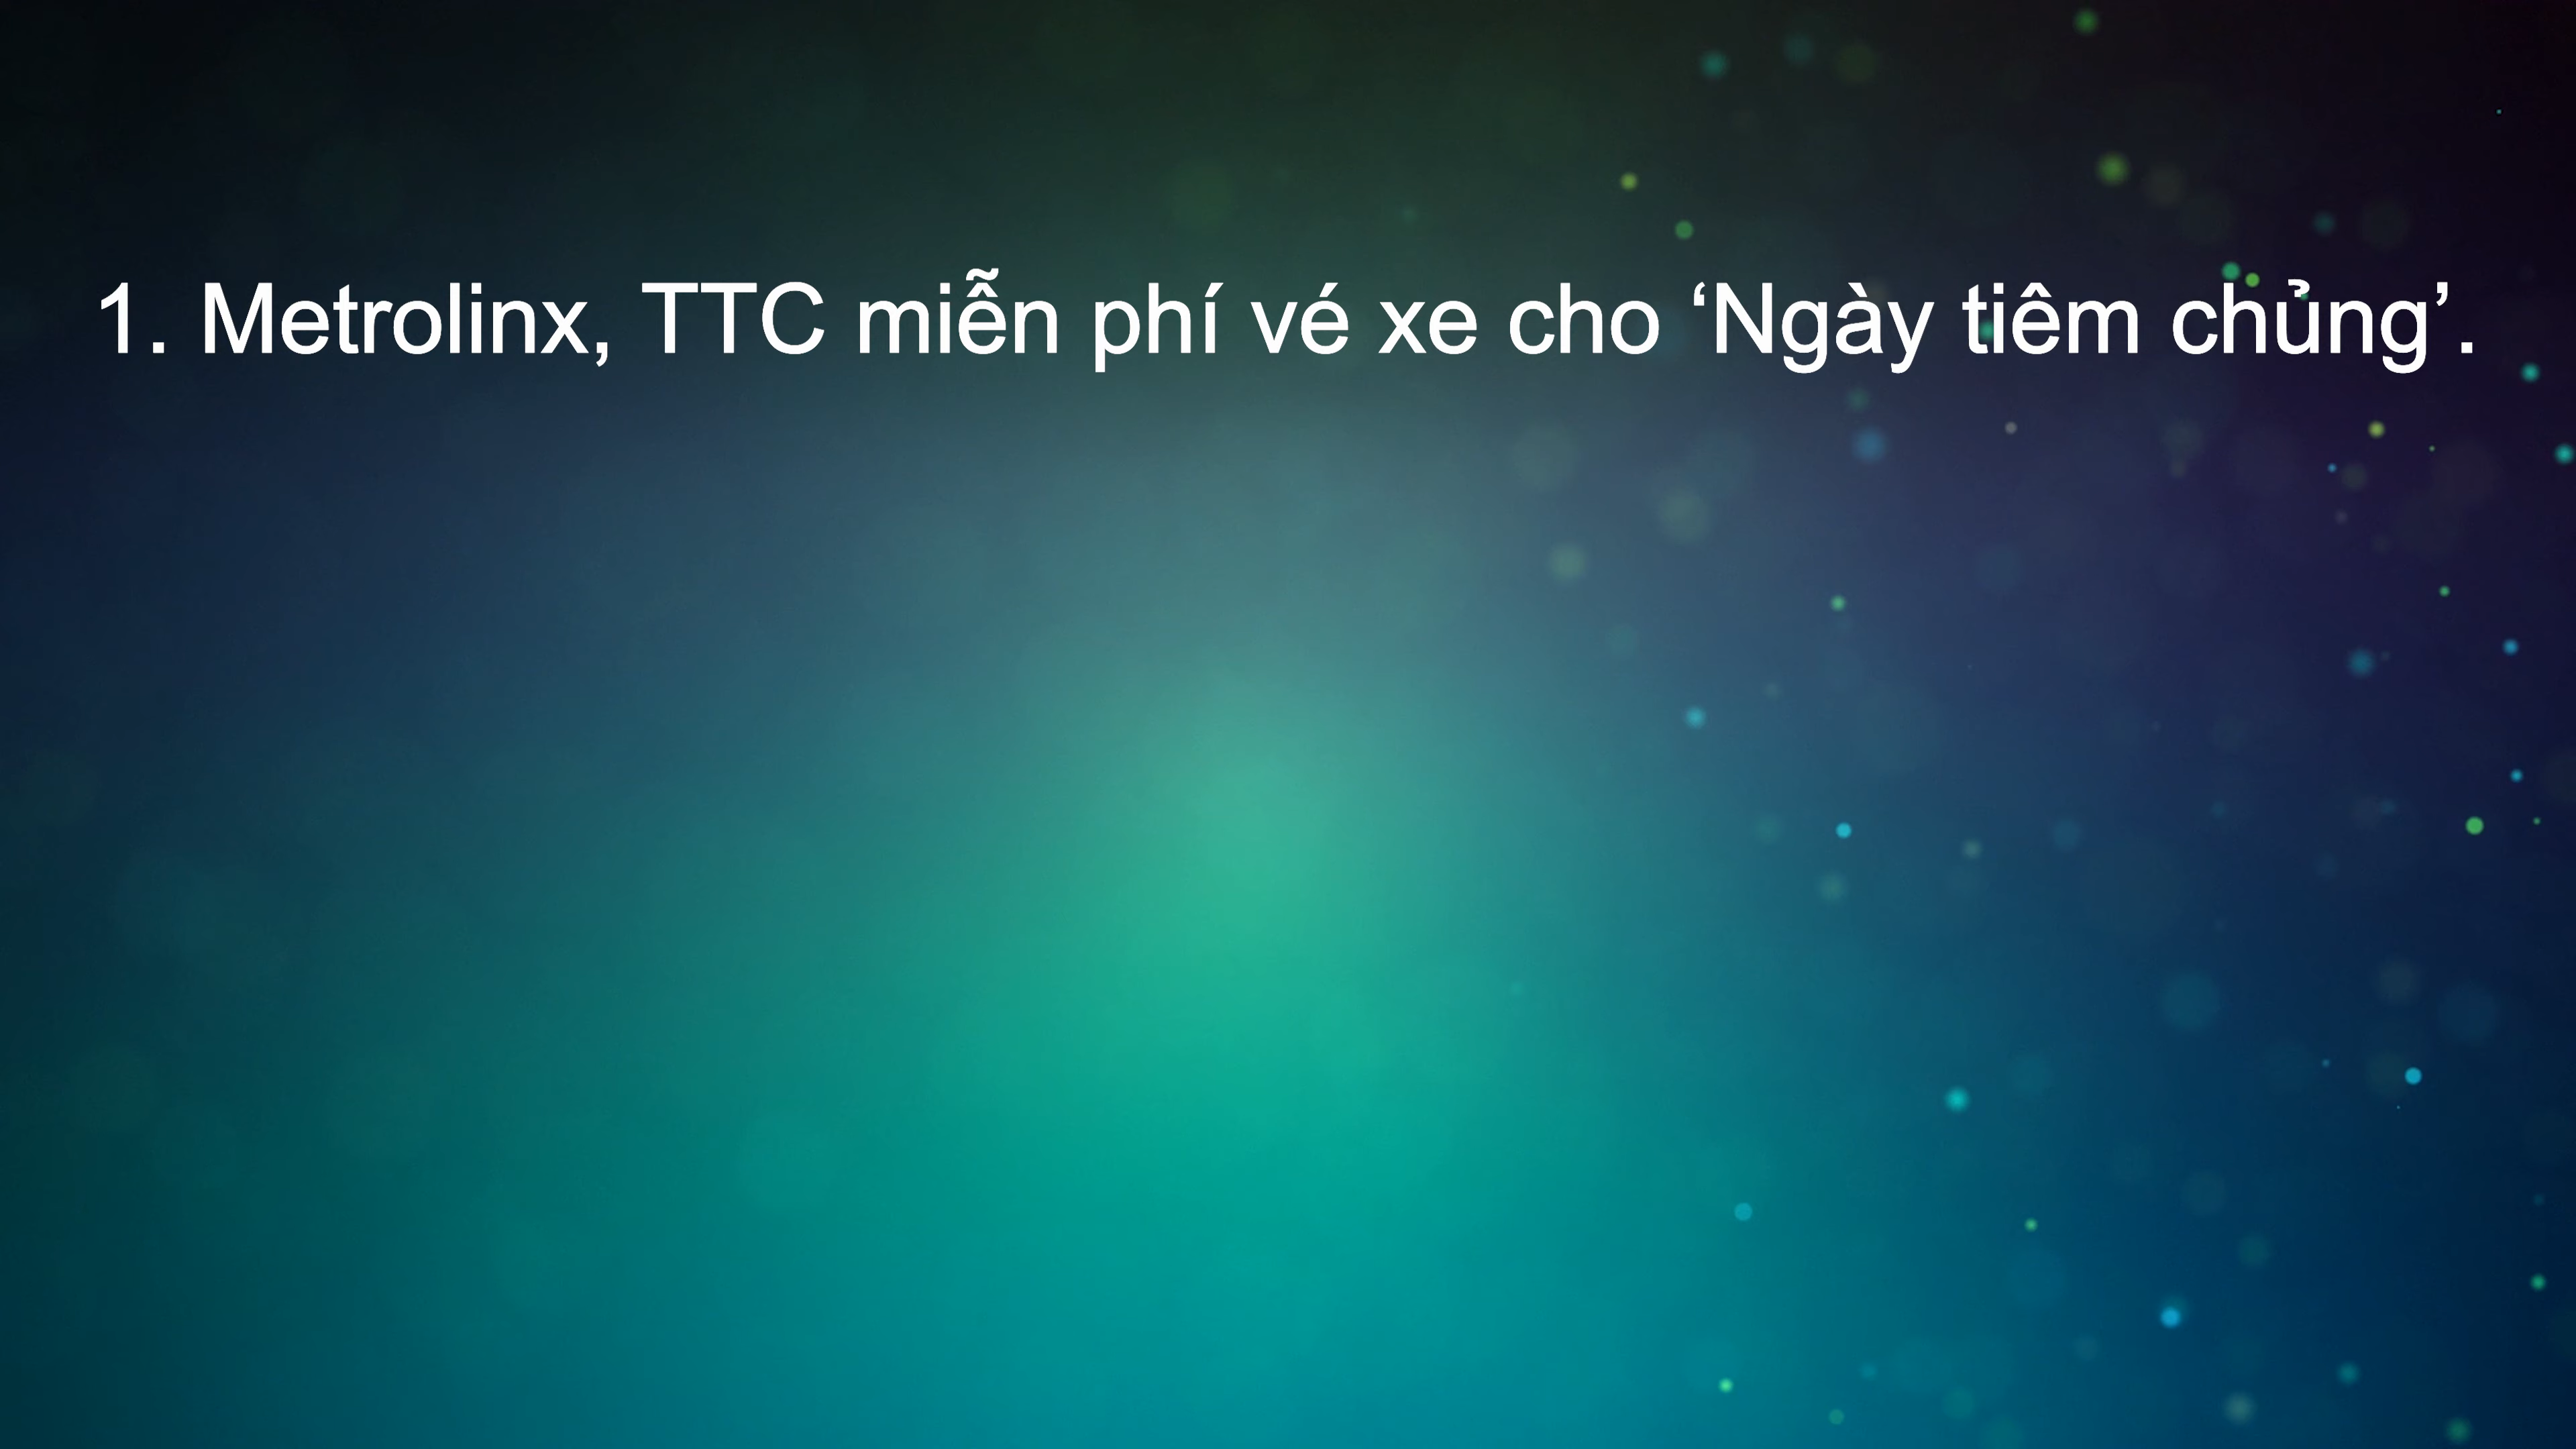 1. Metrolinx, TTC miễn phí vé xe cho ‘Ngày tiêm chủng’.